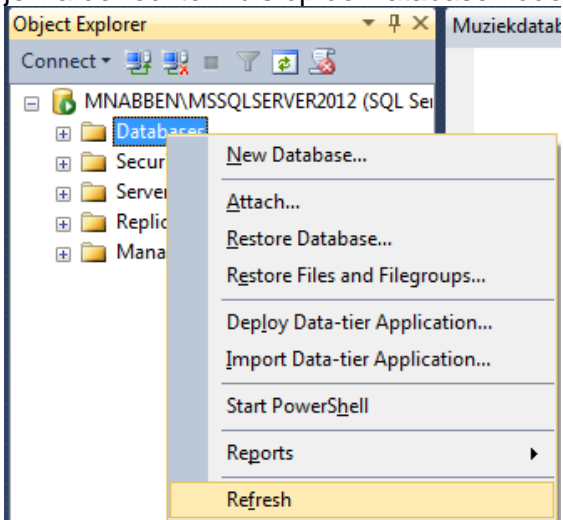 Object Explorer
Muziekdatab
Connect
MNABBEN\MSSQLSERVER2012 (SQL Ser
Databases
Secur
Server
Replic
Mana
New Database...
Attach...
Restore Database...
Restore Files and Filegroups...
Deploy Data-tier Application...
Import Data-tier Application...
Start PowerShell
Reports
Refresh